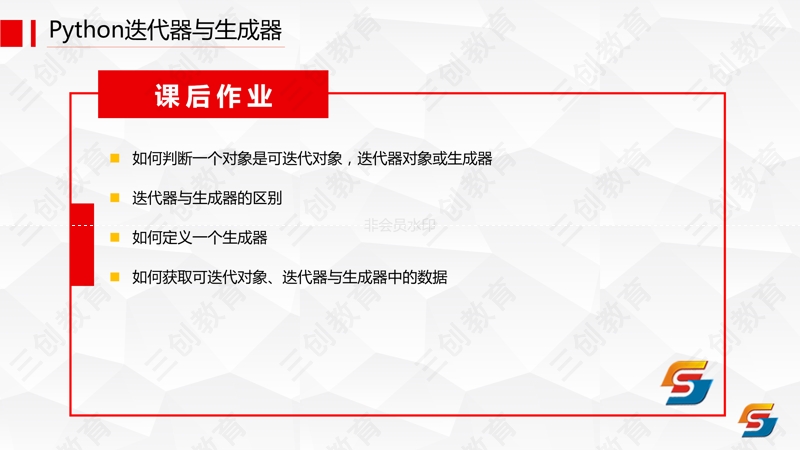 Python迭代器与生成器
课后作业
如何判断一个对象是可迭代对象，迭代器对象或生成器
迭代器与生成器的区别
非会员水印
如何定义一个生成器
如何获取可迭代对象、迭代器与生成器中的数据
三创教育